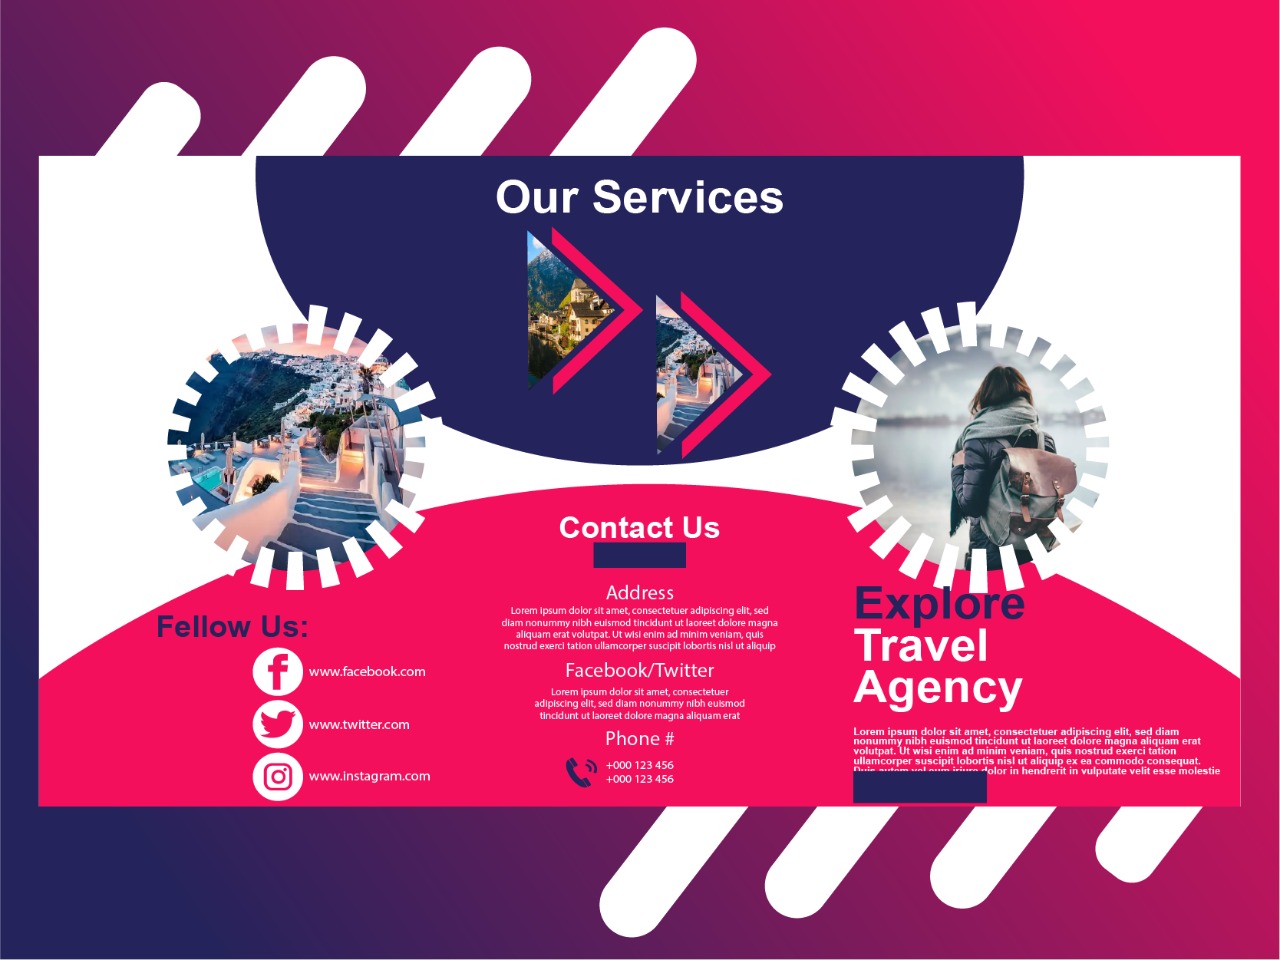 Our Services
Fellow Us:
www.facebook.com
www.twitter.com
www.instagram.com
Contact Us
Address
Lorem ipsum dolor sit amet, consectetuer adipiscing elit, sed
diam nonummy nibh euismod tincidunt ut laoreet dolore magna
aliquam erat volutpat. Ut wisi enim ad minim veniam, quis
nostrud exerci tation ullamcorper suscipit lobortis nisl ut aliquip
Facebook/Twitter
Lorem ipsum dolor sit amet, consectetuer
adipiscing elit, sed diam nonummy nibh euismod
tincidunt ut laoreet dolore magna aliquam erat
Phone #
+000 123 456
+000 123 456
Explore
Travel
Agency
Lorem ipsum dolor sit amet, consectetuer adipiscing elit, sed diam
nonummy nibh euismod tincidunt ut laoreet dolore magna aliquam erat
volutpat. Ut wisi enim ad minim veniam, quis nostrud exerci tation
ullamcorper suscipit lobortis nisl ut aliquip ex ea commodo consequat.
dolor in hendrerit in vulputate velit esse molestie